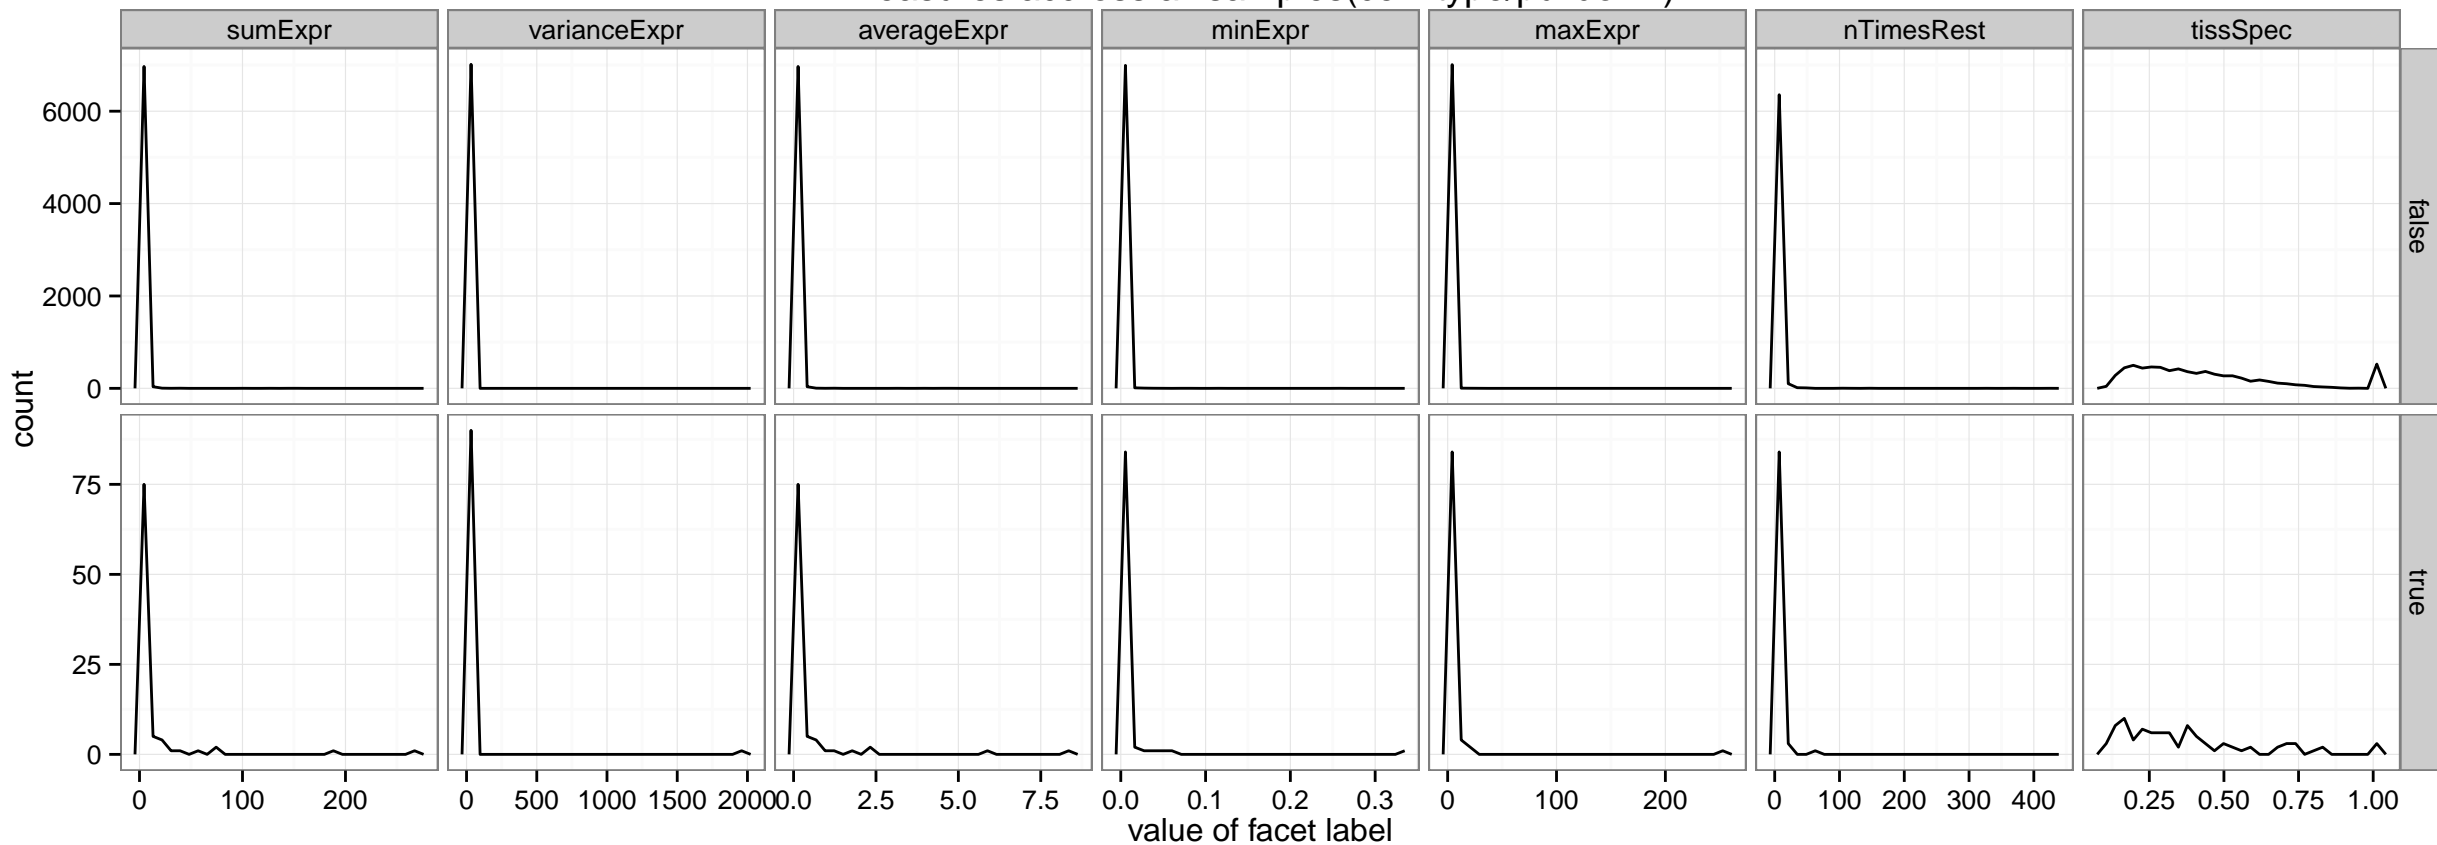 sumExpr varianceExpr averageExpr minExpr maxExpr nTimesRest tissSpec
6000
4000
2000
0
false
count
75
50
25
0
true
0 100 200 0 500 1000 1500 2000 0.0 2.5 5.0 7.5 0.0 0.1 0.2 0.3 0 100 200 0 100 200 300 400 0.25 0.50 0.75 1.00
value of facet label